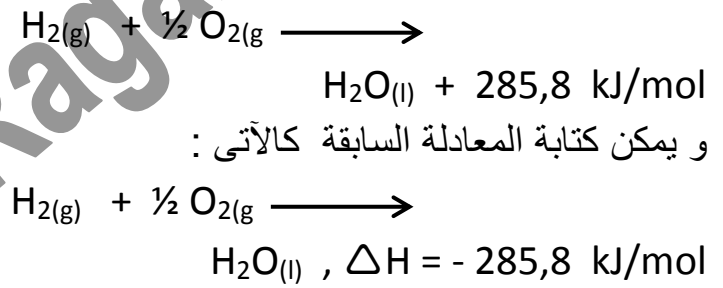 H₂(g) + ½ O₂(g ⟶
H₂O(l) + 285,8 kJ/mol
و يمكن كتابة المعادلة السابقة كالآتى :
H₂(g) + ½ O₂(g ⟶
H₂O(l) , △H = - 285,8 kJ/mol